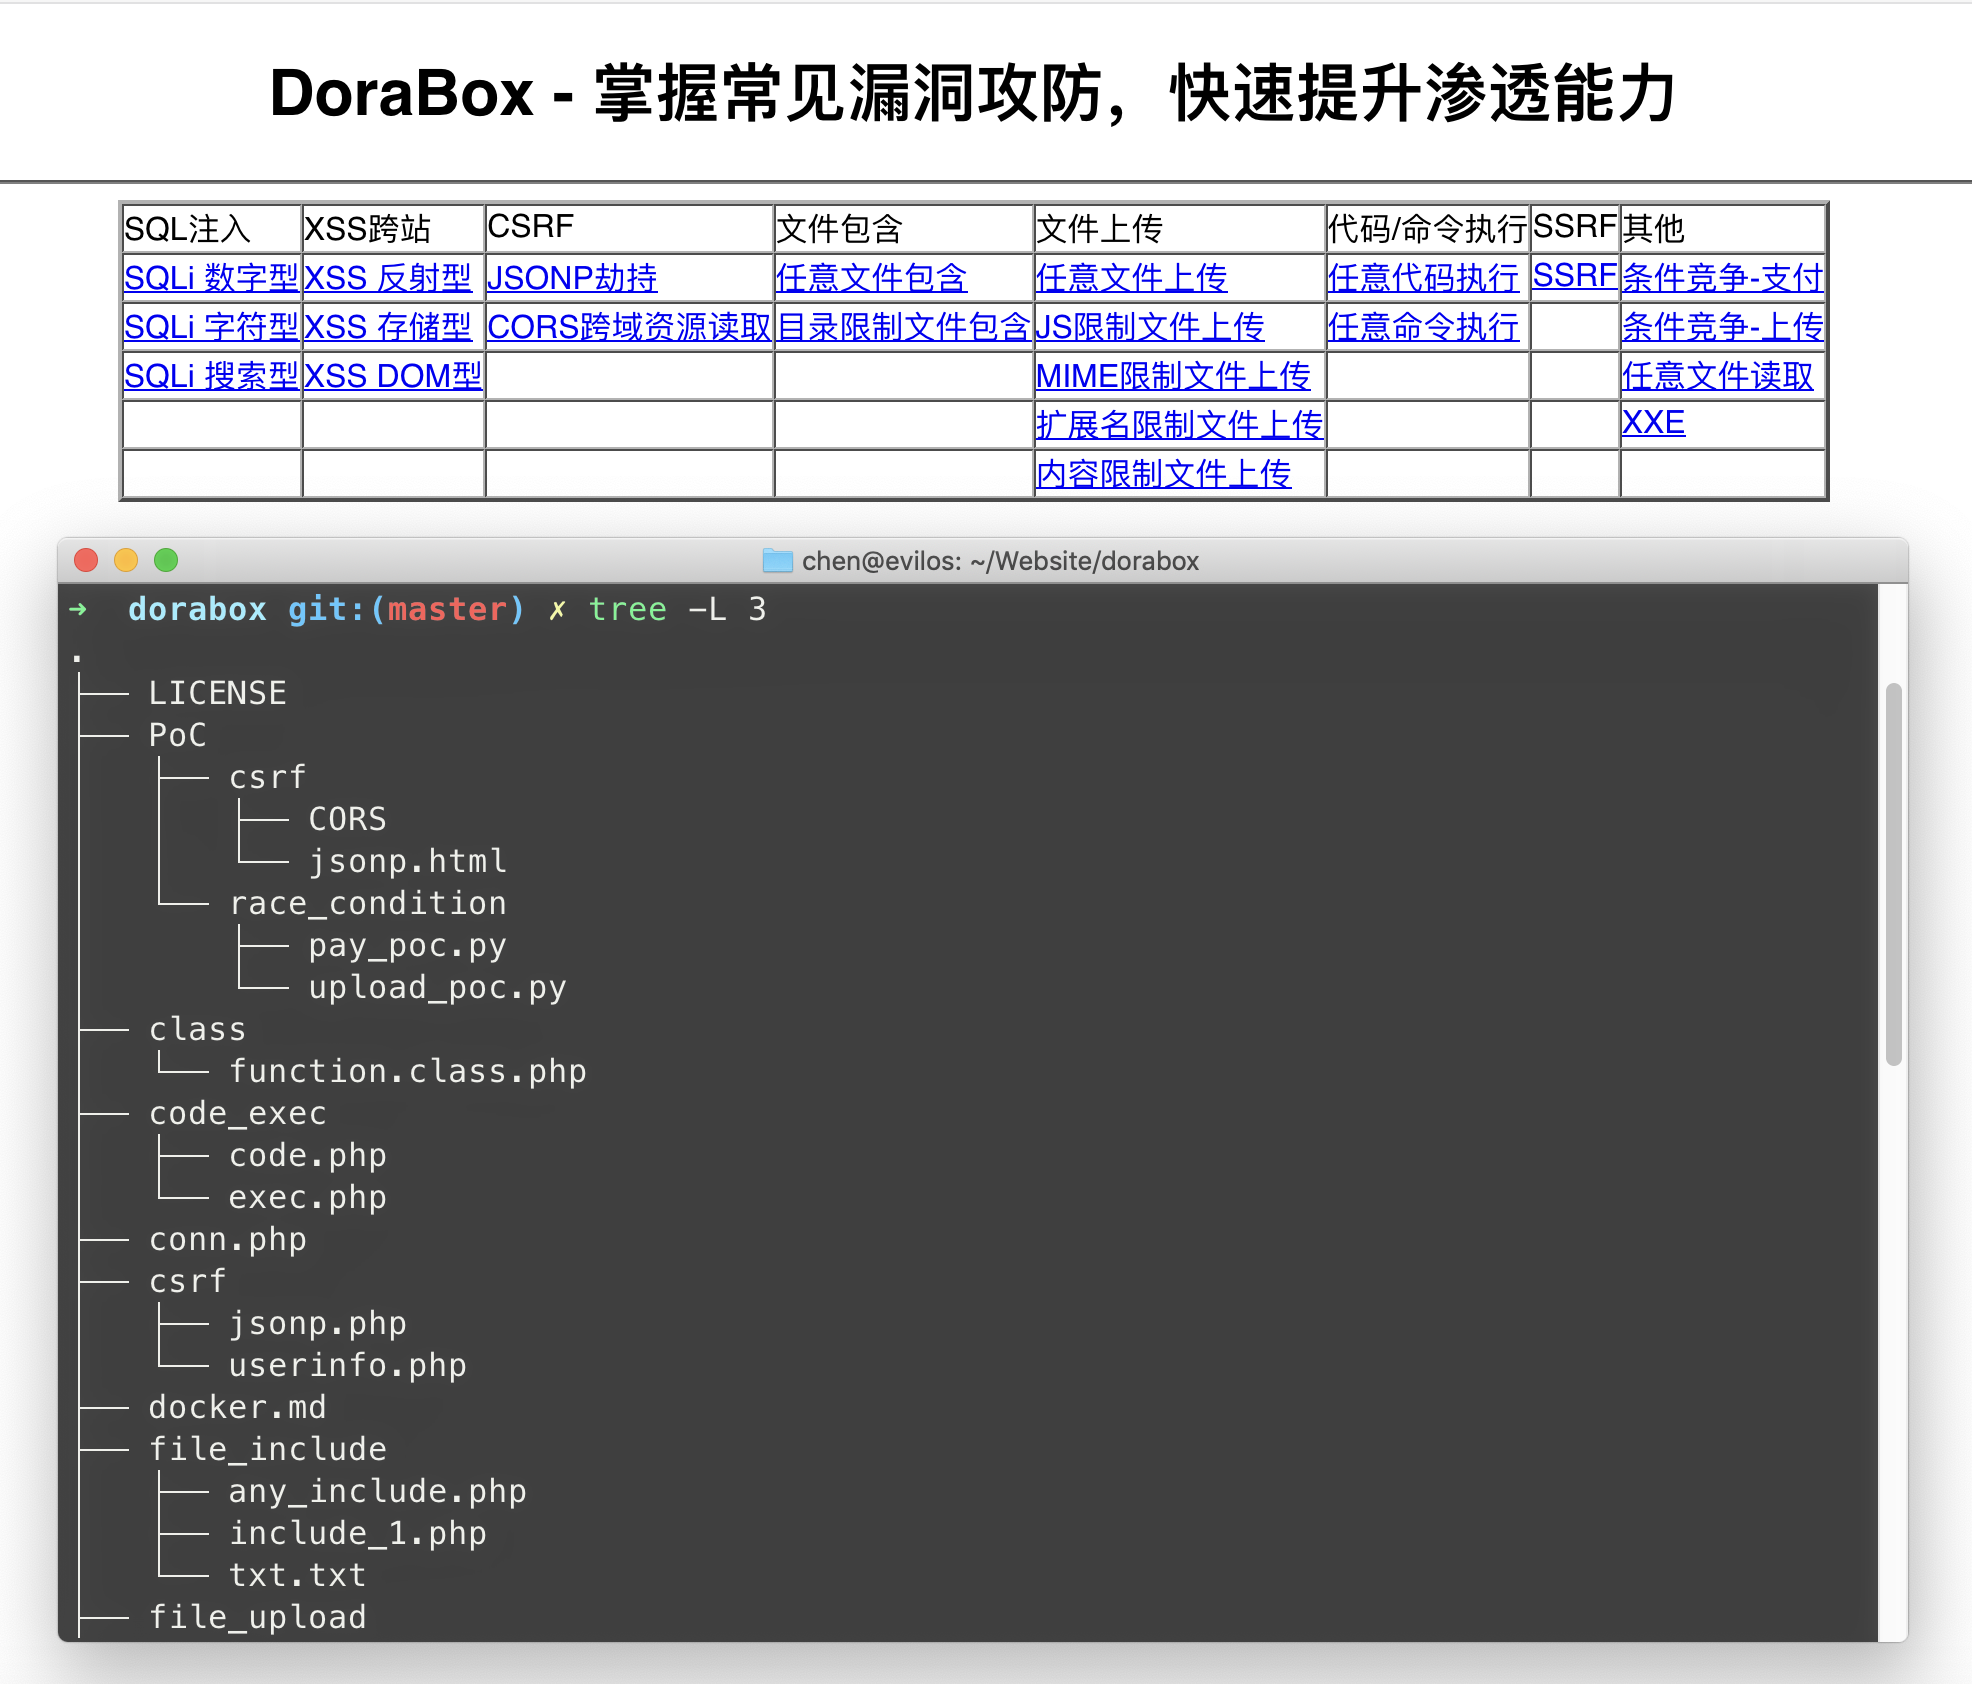 DoraBox - 掌握常见漏洞攻防，快速提升渗透能力
SQL注入 XSS跨站 CSRF 文件包含 文件上传 代码/命令执行 SSRF 其他
SQLi 数字型 XSS 反射型 JSONP劫持 任意文件包含 任意文件上传 任意代码执行 SSRF 条件竞争-支付
SQLi 字符型 XSS 存储型 CORS跨域资源读取 目录限制文件包含 JS限制文件上传 任意命令执行 条件竞争-上传
SQLi 搜索型 XSS DOM型 MIME限制文件上传 任意文件读取
扩展名限制文件上传 XXE
内容限制文件上传
chen@evilos: ~/Website/dorabox
➜ dorabox git:(master) ✗ tree -L 3
.
├── LICENSE
├── PoC
│   ├── csrf
│   │   ├── CORS
│   │   └── jsonp.html
│   └── race_condition
│       ├── pay_poc.py
│       └── upload_poc.py
├── class
│   └── function.class.php
├── code_exec
│   ├── code.php
│   └── exec.php
├── conn.php
├── csrf
│   ├── jsonp.php
│   └── userinfo.php
├── docker.md
├── file_include
│   ├── any_include.php
│   ├── include_1.php
│   └── txt.txt
├── file_upload